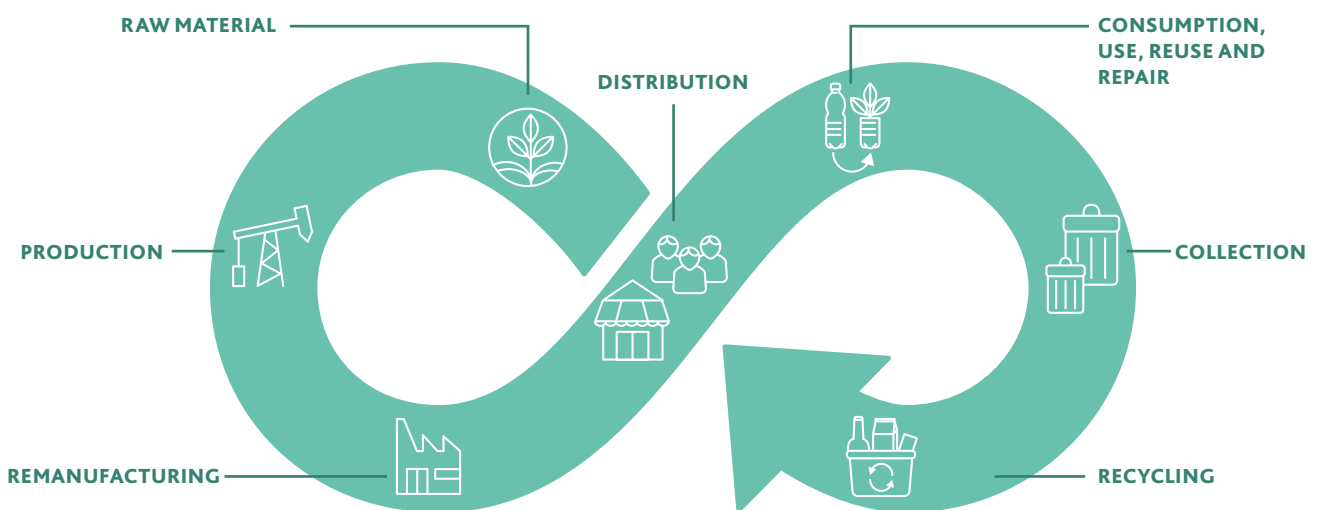 RAW MATERIAL
CONSUMPTION,
USE, REUSE AND
REPAIR
DISTRIBUTION
PRODUCTION
COLLECTION
REMANUFACTURING
RECYCLING